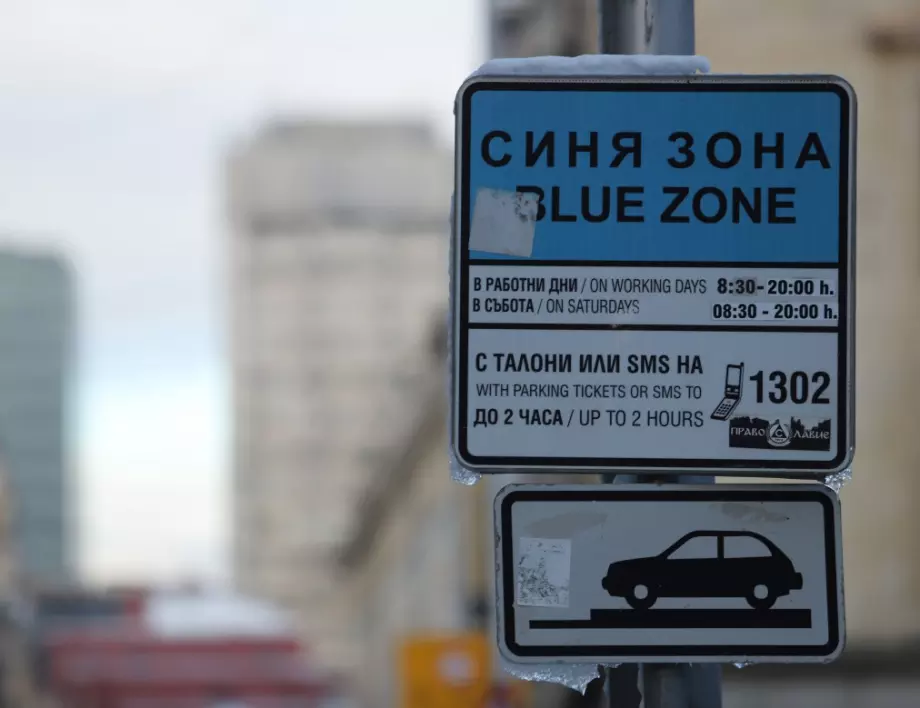 СИНЯ ЗОНА
BLUE ZONE
В РАБОТНИ ДНИ / ON WORKING DAYS 8:30 - 20:00 h.
В СЪБОТА / ON SATURDAYS 08:30 - 20:00 h.
С ТАЛОНИ ИЛИ SMS НА
WITH PARKING TICKETS OR SMS TO
1302
ДО 2 ЧАСА / UP TO 2 HOURS
ПРАВОСЛАВИЕ